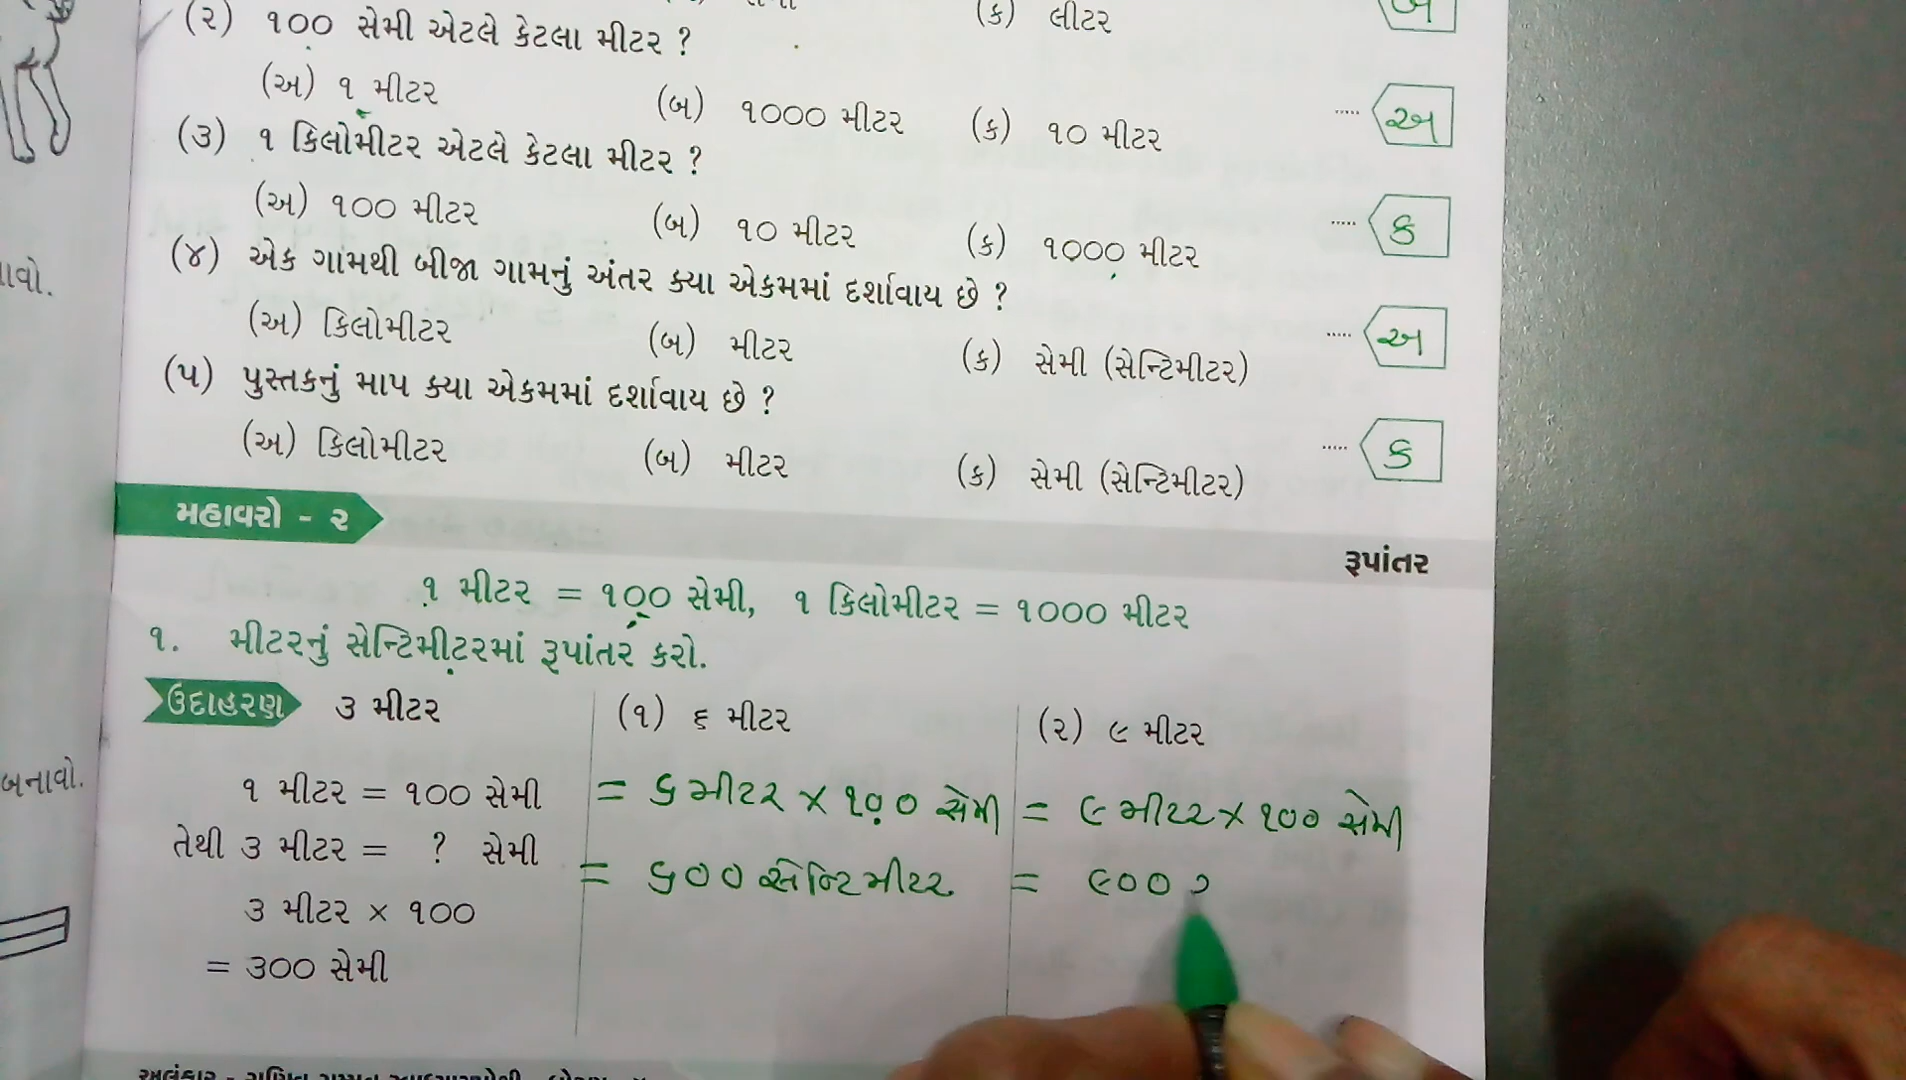 (ક) લીટર
(૨) ૧૦૦ સેમી એટલે કેટલા મીટર ?
(અ) ૧ મીટર (બ) ૧૦૦૦ મીટર (ક) ૧૦ મીટર ..... અ
(૩) ૧ કિલોમીટર એટલે કેટલા મીટર ?
(અ) ૧૦૦ મીટર (બ) ૧૦ મીટર (ક) ૧૦૦૦ મીટર ..... ક
(૪) એક ગામથી બીજા ગામનું અંતર ક્યા એકમમાં દર્શાવાય છે ?
(અ) કિલોમીટર (બ) મીટર (ક) સેમી (સેન્ટિમીટર) ..... અ
(૫) પુસ્તકનું માપ ક્યા એકમમાં દર્શાવાય છે ?
(અ) કિલોમીટર (બ) મીટર (ક) સેમી (સેન્ટિમીટર) ..... ક
મહાવરો - ૨
રૂપાંતર
૧ મીટર = ૧૦૦ સેમી, ૧ કિલોમીટર = ૧૦૦૦ મીટર
૧. મીટરનું સેન્ટિમીટરમાં રૂપાંતર કરો.
ઉદાહરણ ૩ મીટર
૧ મીટર = ૧૦૦ સેમી
તેથી ૩ મીટર = ? સેમી
૩ મીટર × ૧૦૦
= ૩૦૦ સેમી
(૧) ૬ મીટર
= ૬ મીટર × ૧૦૦ સેમી
= ૬૦૦ સેન્ટિમીટર
(૨) ૯ મીટર
= ૯ મીટર × ૧૦૦ સેમી
= ૯૦૦
બનાવો.